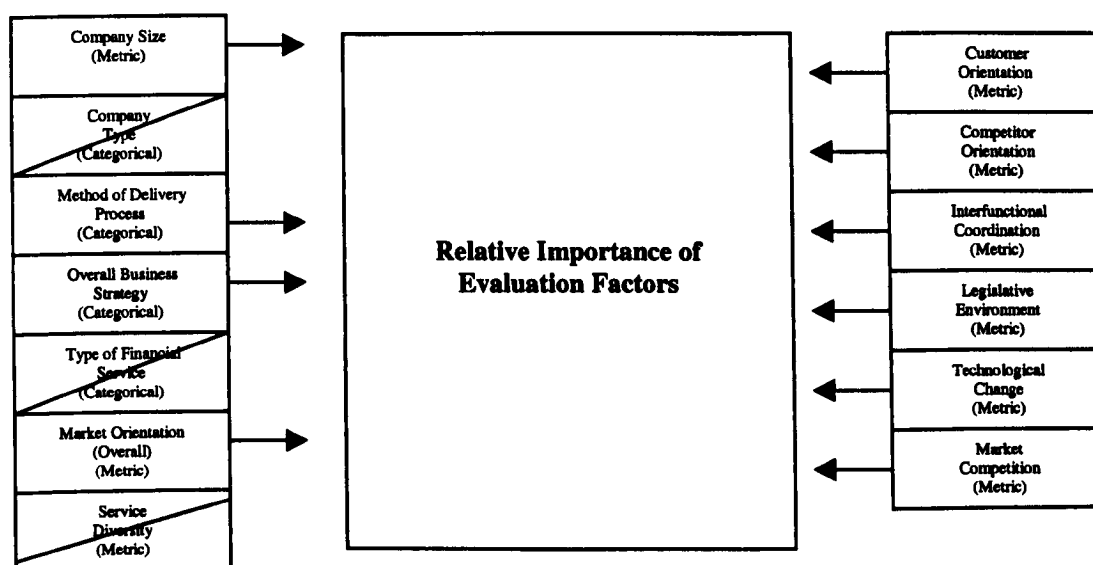 Company Size
(Metric)
Company
Type
(Categorical)
Method of Delivery
Process
(Categorical)
Overall Business
Strategy
(Categorical)
Type of Financial
Service
(Categorical)
Market Orientation
(Overall)
(Metric)
Service
Diversity
(Metric)
Relative Importance of
Evaluation Factors
Customer
Orientation
(Metric)
Competitor
Orientation
(Metric)
Interfunctional
Coordination
(Metric)
Legislative
Environment
(Metric)
Technological
Change
(Metric)
Market
Competition
(Metric)